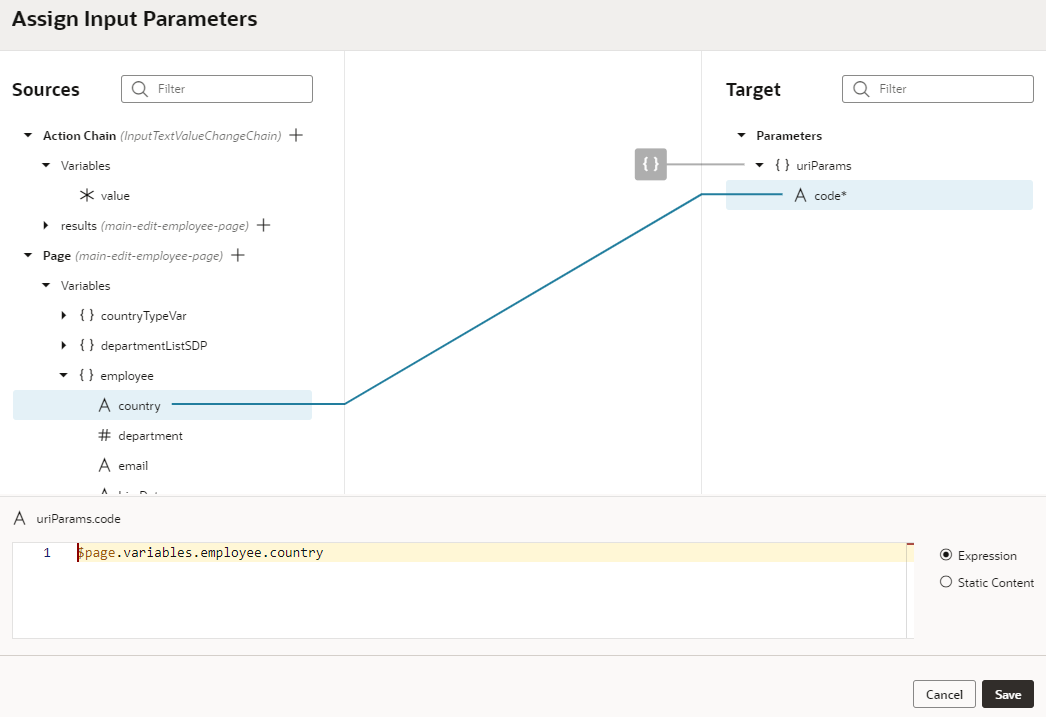 Assign Input Parameters
Sources
Filter
Action Chain (InputTextValueChangeChain)
Variables
value
results (main-edit-employee-page)
Page (main-edit-employee-page)
Variables
{ } countryTypeVar
{ } departmentListSDP
{ } employee
A country
# department
A email
{ }
Target
Filter
Parameters
{ } uriParams
A code*
A uriParams.code
1 $page.variables.employee.country
Expression
Static Content
Cancel
Save